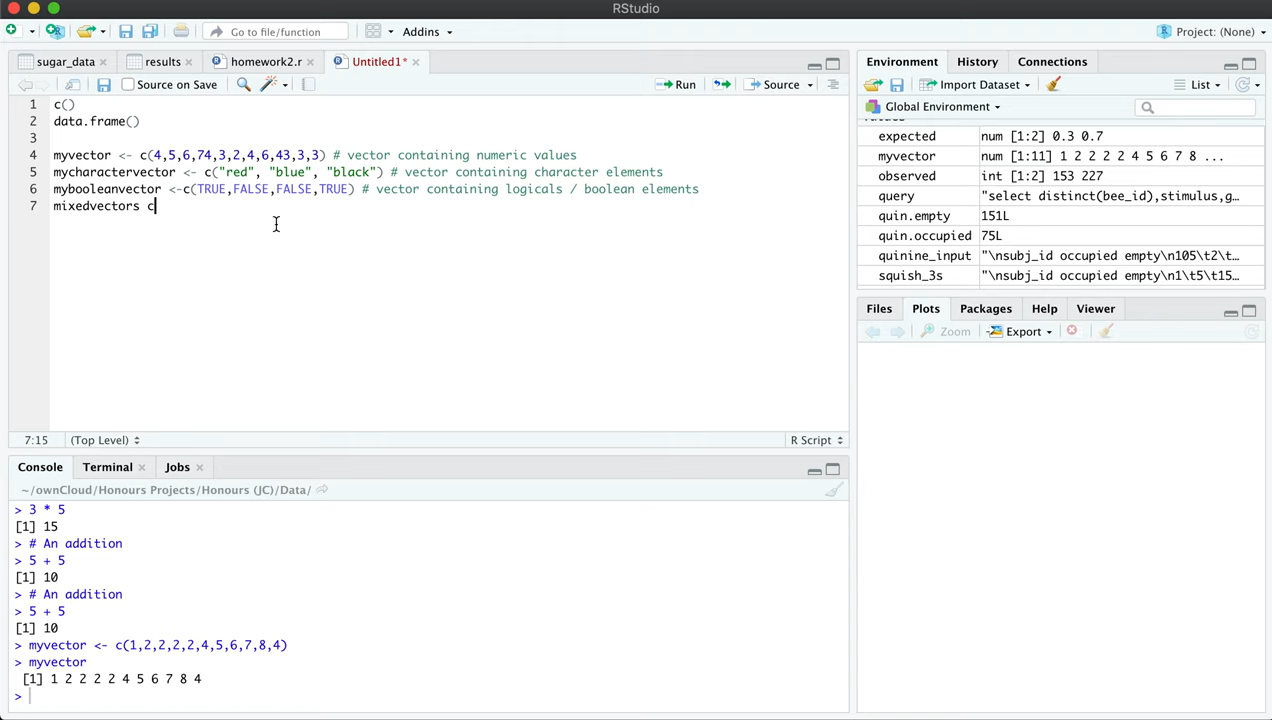 RStudio
Go to file/function
Addins
Project: (None)
sugar_data
results
homework2.r
Untitled1*
Source on Save
Run
Source
1 c()
2 data.frame()
3
4 myvector <- c(4,5,6,74,3,2,4,6,43,3,3) # vector containing numeric values
5 mycharactervector <- c("red", "blue", "black") # vector containing character elements
6 mybooleanvector <-c(TRUE,FALSE,FALSE,TRUE) # vector containing logicals / boolean elements
7 mixedvectors c
7:15 (Top Level)
R Script
Console Terminal Jobs
~/ownCloud/Honours Projects/Honours (JC)/Data/
> 3 * 5
[1] 15
> # An addition
> 5 + 5
[1] 10
> # An addition
> 5 + 5
[1] 10
> myvector <- c(1,2,2,2,2,4,5,6,7,8,4)
> myvector
[1] 1 2 2 2 2 4 5 6 7 8 4
>
Environment History Connections
Import Dataset
List
Global Environment
expected num [1:2] 0.3 0.7
myvector num [1:11] 1 2 2 2 2 4 5 6 7 8 ...
observed int [1:2] 153 227
query "select distinct(bee_id),stimulus,g…
quin.empty 151L
quin.occupied 75L
quinine_input "\nsubj_id occupied empty\n105\t2\t…
squish_3s "\nsubj_id occupied empty\n1\t5\t15…
Files Plots Packages Help Viewer
Zoom
Export